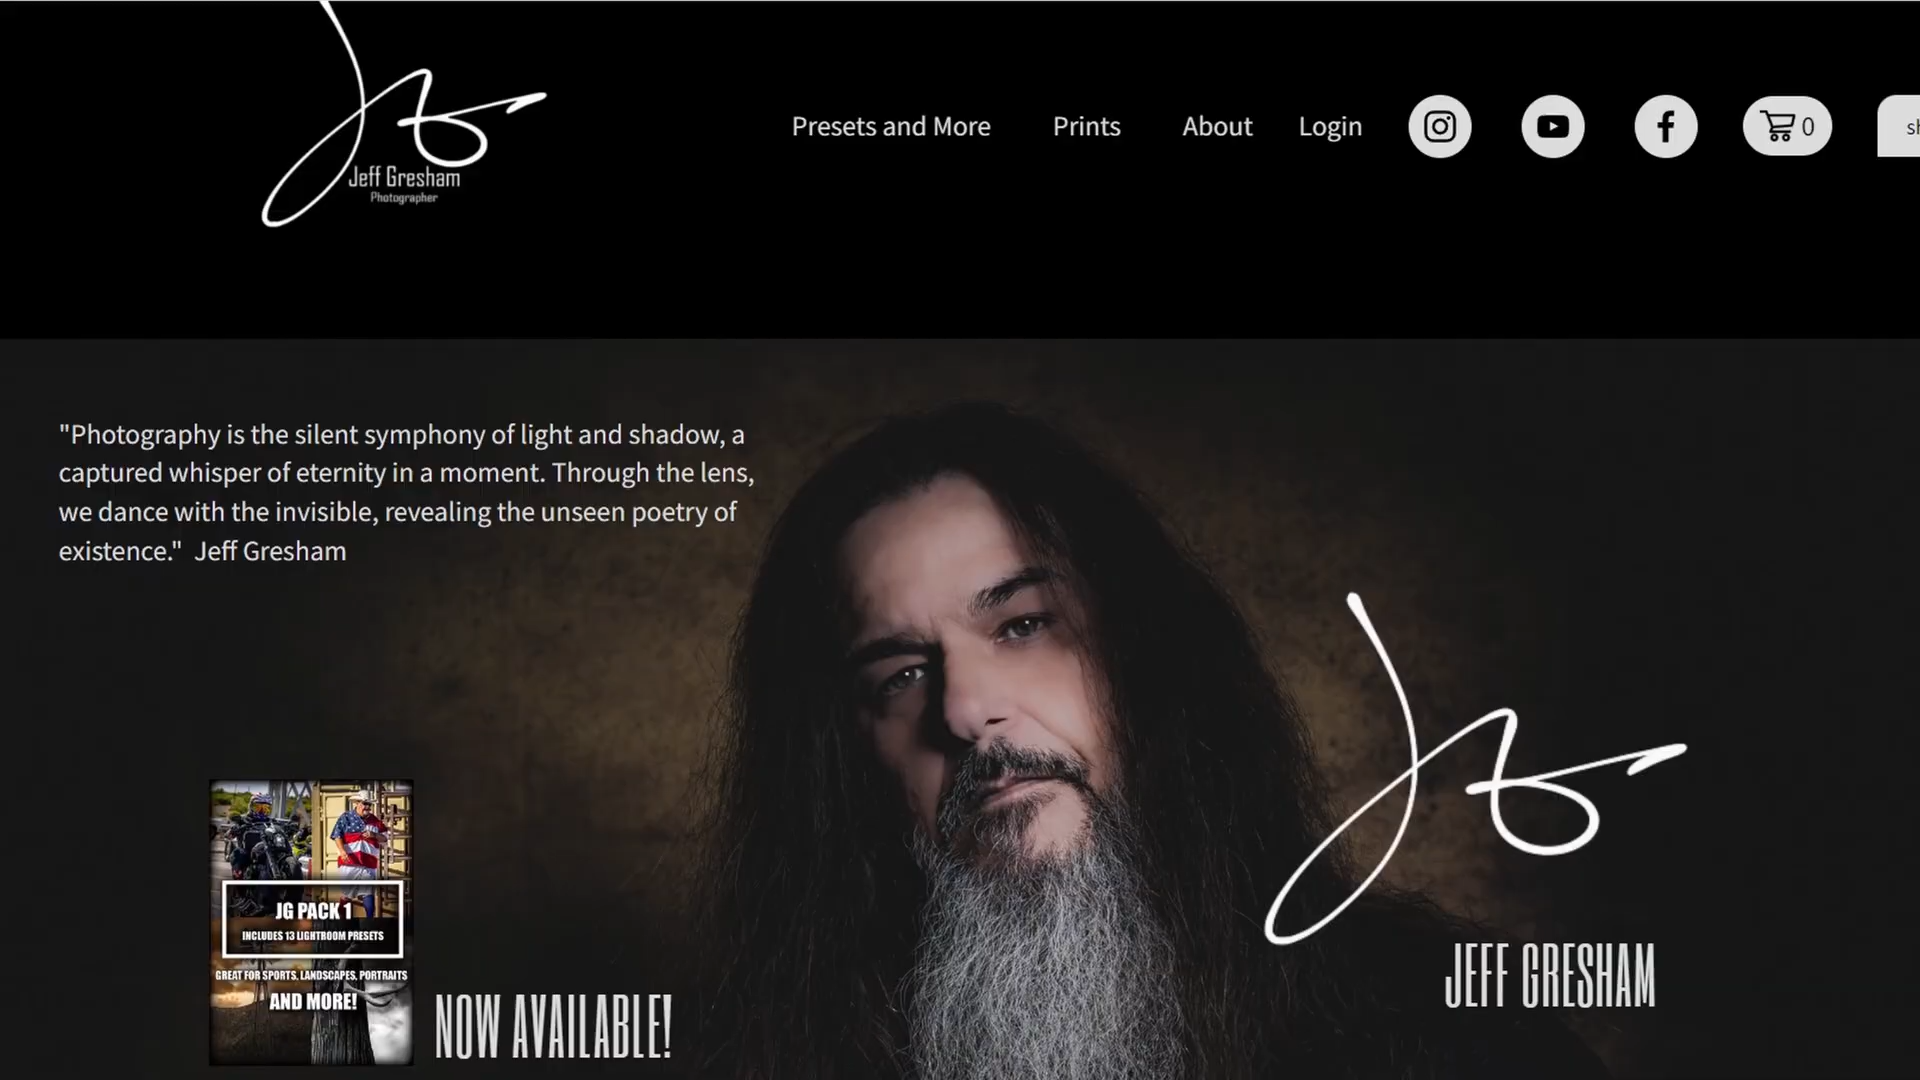 Jeff Gresham
Photographer
Presets and More
Prints
About
Login
0
sh
"Photography is the silent symphony of light and shadow, a
captured whisper of eternity in a moment. Through the lens,
we dance with the invisible, revealing the unseen poetry of
existence."  Jeff Gresham
JG PACK 1
INCLUDES 13 LIGHTROOM PRESETS
GREAT FOR SPORTS, LANDSCAPES, PORTRAITS
AND MORE!
NOW AVAILABLE!
JEFF GRESHAM